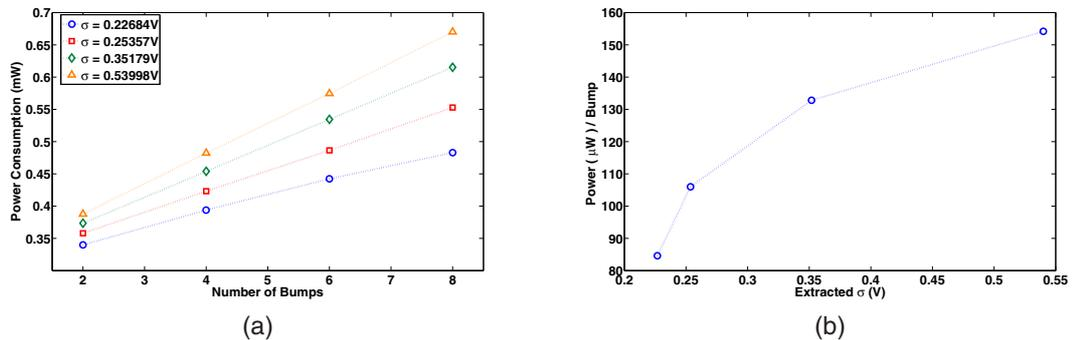 0.7
0.65
0.6
0.55
0.5
0.45
0.4
0.35
Power Consumption (mW)
σ = 0.22684V
σ = 0.25357V
σ = 0.35179V
σ = 0.53998V
2 3 4 5 6 7 8
Number of Bumps
(a)
160
150
140
130
120
110
100
90
80
Power ( μW ) / Bump
0.2 0.25 0.3 0.35 0.4 0.45 0.5 0.55
Extracted σ (V)
(b)